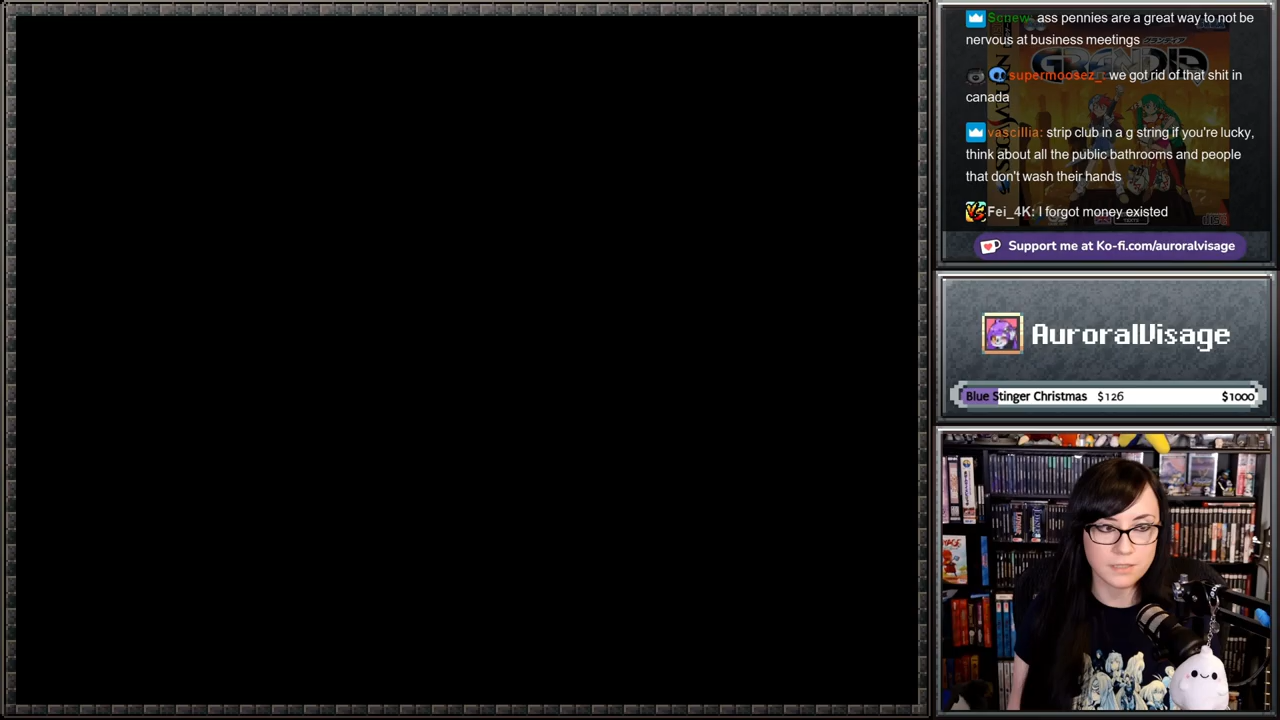 Scnew: ass pennies are a great way to not be
nervous at business meetings
supermoosez_: we got rid of that shit in
canada
vascillia: strip club in a g string if you're lucky,
think about all the public bathrooms and people
that don't wash their hands
Fei_4K: I forgot money existed
GRANDIA
Support me at Ko-fi.com/auroralvisage
AuroralVisage
Blue Stinger Christmas $126 $1000